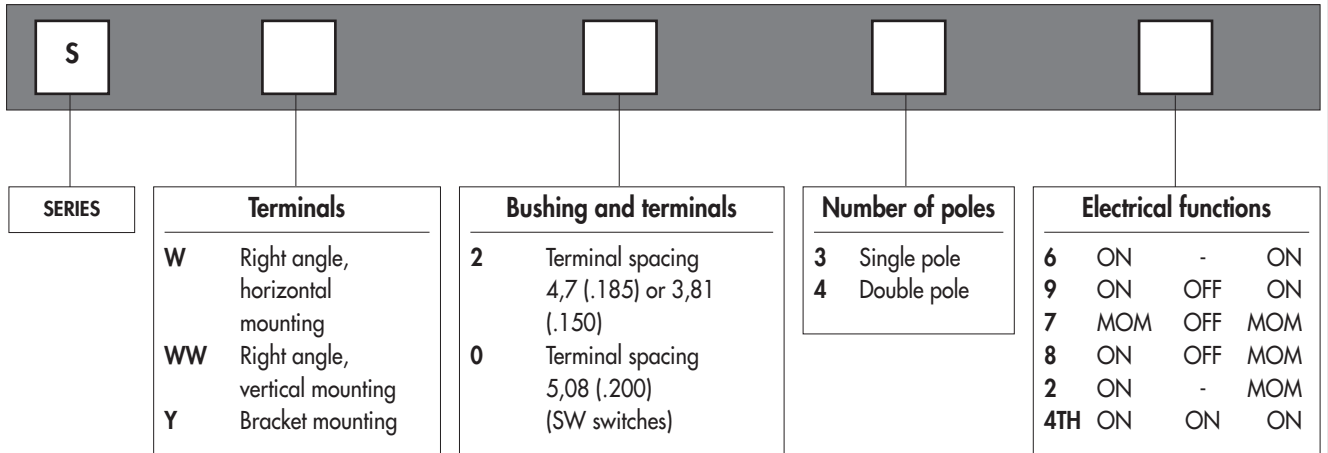 S
SERIES
Terminals
W Right angle,
horizontal
mounting
WW Right angle,
vertical mounting
Y Bracket mounting
Bushing and terminals
2 Terminal spacing
4,7 (.185) or 3,81
(.150)
0 Terminal spacing
5,08 (.200)
(SW switches)
Number of poles
3 Single pole
4 Double pole
Electrical functions
6 ON - ON
9 ON OFF ON
7 MOM OFF MOM
8 ON OFF MOM
2 ON - MOM
4TH ON ON ON